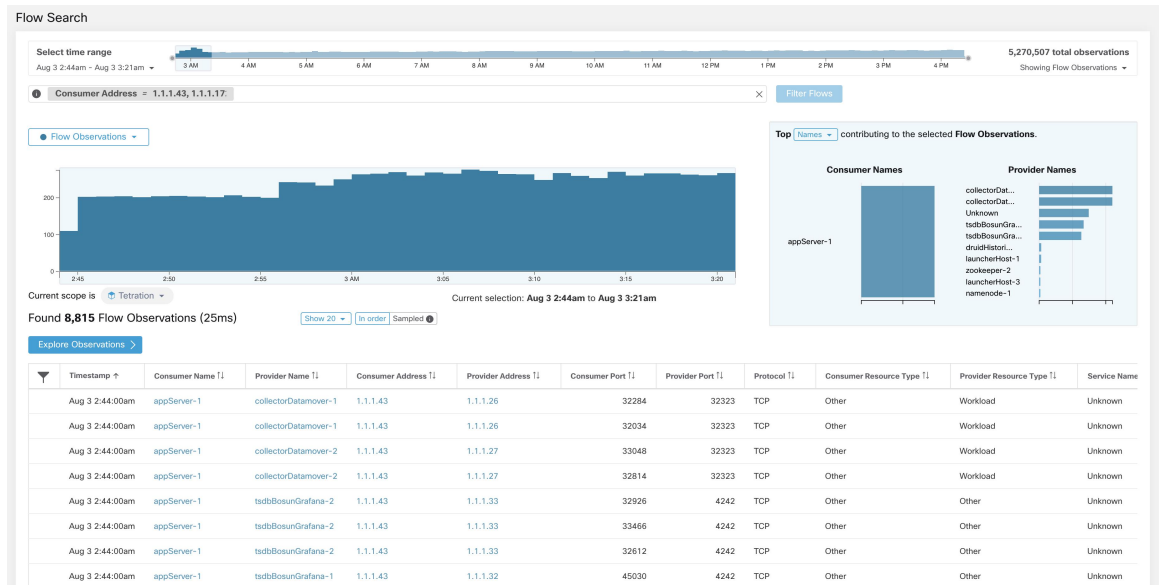 Flow Search
Select time range
Aug 3 2:44am - Aug 3 3:21am
3 AM 4 AM 5 AM 6 AM 7 AM 8 AM 9 AM 10 AM 11 AM 12 PM 1 PM 2 PM 3 PM 4 PM
5,270,507 total observations
Showing Flow Observations
Consumer Address = 1.1.1.43, 1.1.1.17.
Filter Flows
Flow Observations
200
100
0
2:45 2:50 2:55 3 AM 3:05 3:10 3:15 3:20
Top Names contributing to the selected Flow Observations.
Consumer Names
appServer-1
Provider Names
collectorDat...
collectorDat...
Unknown
tsdbBosunGra...
tsdbBosunGra...
druidHistori...
launcherHost-1
zookeeper-2
launcherHost-3
namenode-1
Current scope is Tetration
Current selection: Aug 3 2:44am to Aug 3 3:21am
Found 8,815 Flow Observations (25ms)
Show 20 In order Sampled
Explore Observations
Timestamp Consumer Name Provider Name Consumer Address Provider Address Consumer Port Provider Port Protocol Consumer Resource Type Provider Resource Type Service Name
Aug 3 2:44:00am appServer-1 collectorDatamover-1 1.1.1.43 1.1.1.26 32284 32323 TCP Other Workload Unknown
Aug 3 2:44:00am appServer-1 collectorDatamover-1 1.1.1.43 1.1.1.26 32034 32323 TCP Other Workload Unknown
Aug 3 2:44:00am appServer-1 collectorDatamover-2 1.1.1.43 1.1.1.27 33048 32323 TCP Other Workload Unknown
Aug 3 2:44:00am appServer-1 collectorDatamover-2 1.1.1.43 1.1.1.27 32814 32323 TCP Other Workload Unknown
Aug 3 2:44:00am appServer-1 tsdbBosunGrafana-2 1.1.1.43 1.1.1.33 32926 4242 TCP Other Other Unknown
Aug 3 2:44:00am appServer-1 tsdbBosunGrafana-2 1.1.1.43 1.1.1.33 33466 4242 TCP Other Other Unknown
Aug 3 2:44:00am appServer-1 tsdbBosunGrafana-2 1.1.1.43 1.1.1.33 32612 4242 TCP Other Other Unknown
Aug 3 2:44:00am appServer-1 tsdbBosunGrafana-1 1.1.1.43 1.1.1.32 45030 4242 TCP Other Other Unknown